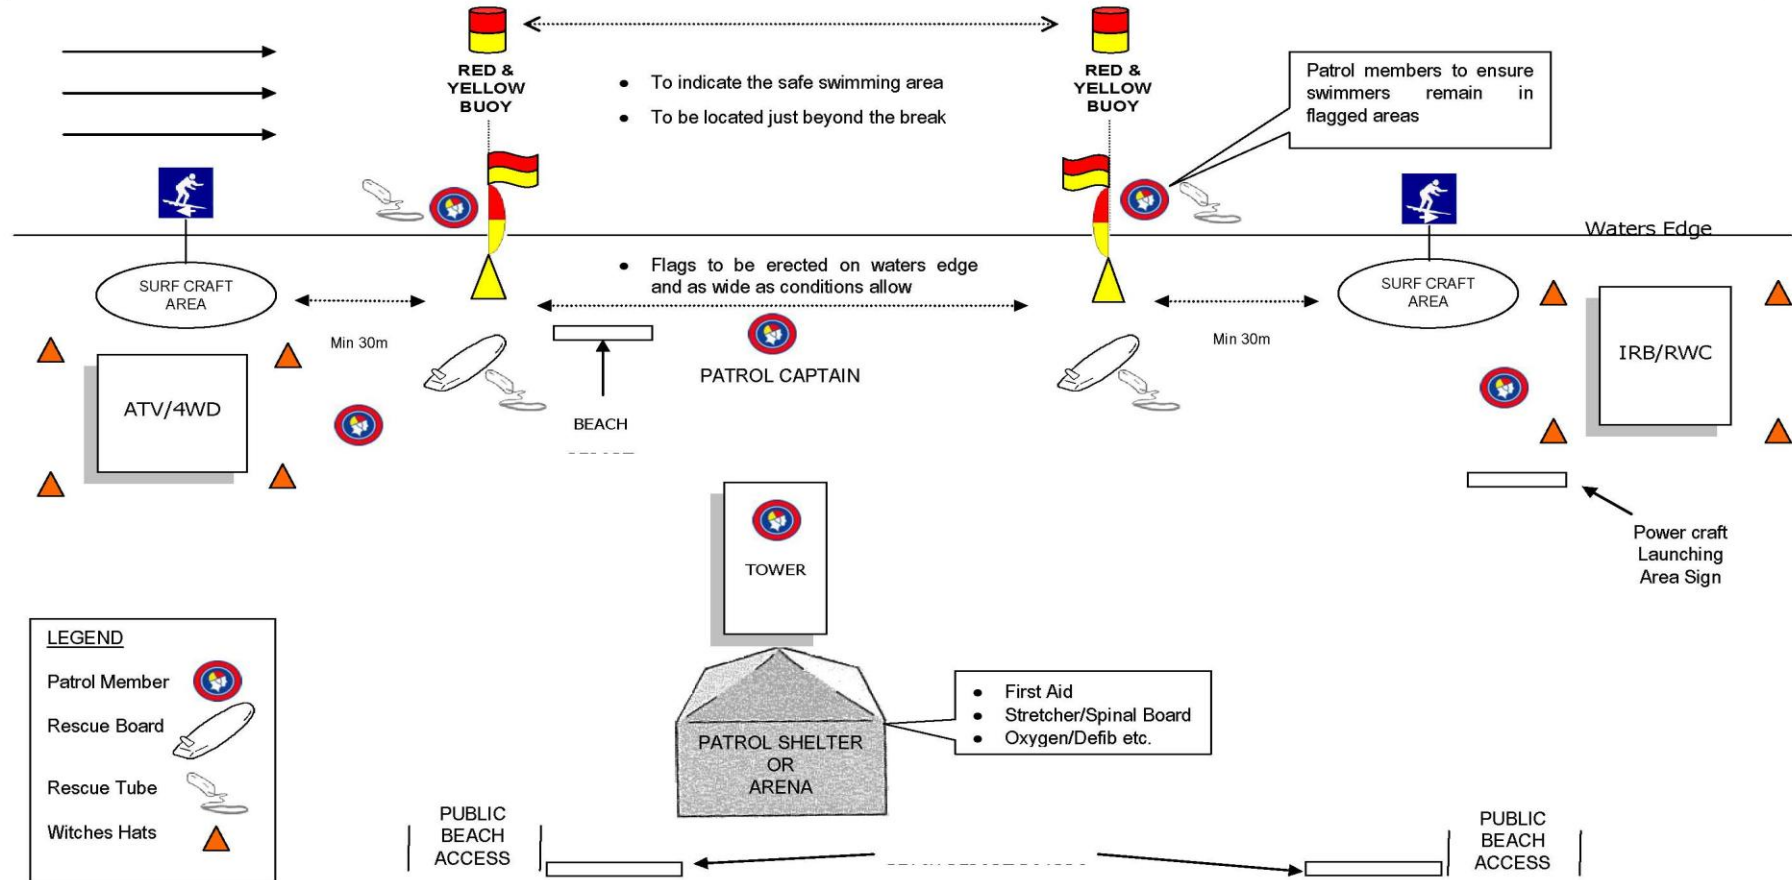 RED &
YELLOW
BUOY
• To indicate the safe swimming area
• To be located just beyond the break
RED &
YELLOW
BUOY
Patrol members to ensure
swimmers remain in
flagged areas
Waters Edge
SURF CRAFT
AREA
• Flags to be erected on waters edge
and as wide as conditions allow
SURF CRAFT
AREA
Min 30m
Min 30m
ATV/4WD
PATROL CAPTAIN
IRB/RWC
BEACH
TOWER
Power craft
Launching
Area Sign
LEGEND
Patrol Member
Rescue Board
Rescue Tube
Witches Hats
• First Aid
• Stretcher/Spinal Board
• Oxygen/Defib etc.
PATROL SHELTER
OR
ARENA
PUBLIC
BEACH
ACCESS
PUBLIC
BEACH
ACCESS